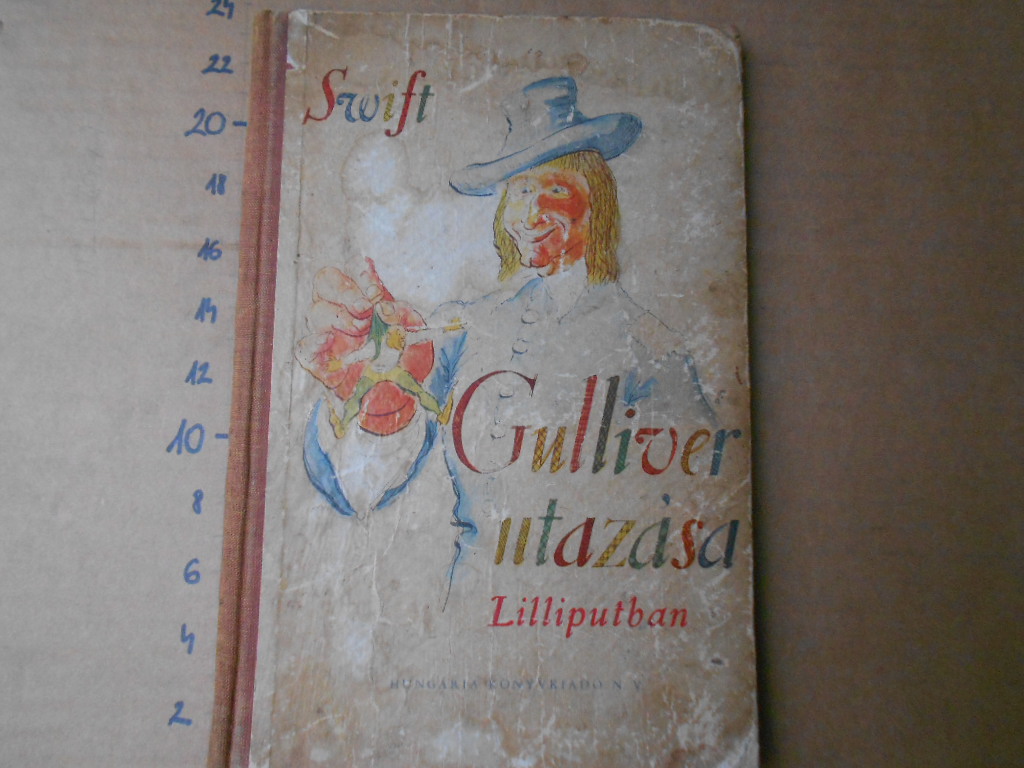 24
22
20-
18
16
14
12
10-
8
6
4
2
Swift
Gulliver
utazása
Lilliputban
HUNGÁRIA KÖNYVKIADÓ N. V.